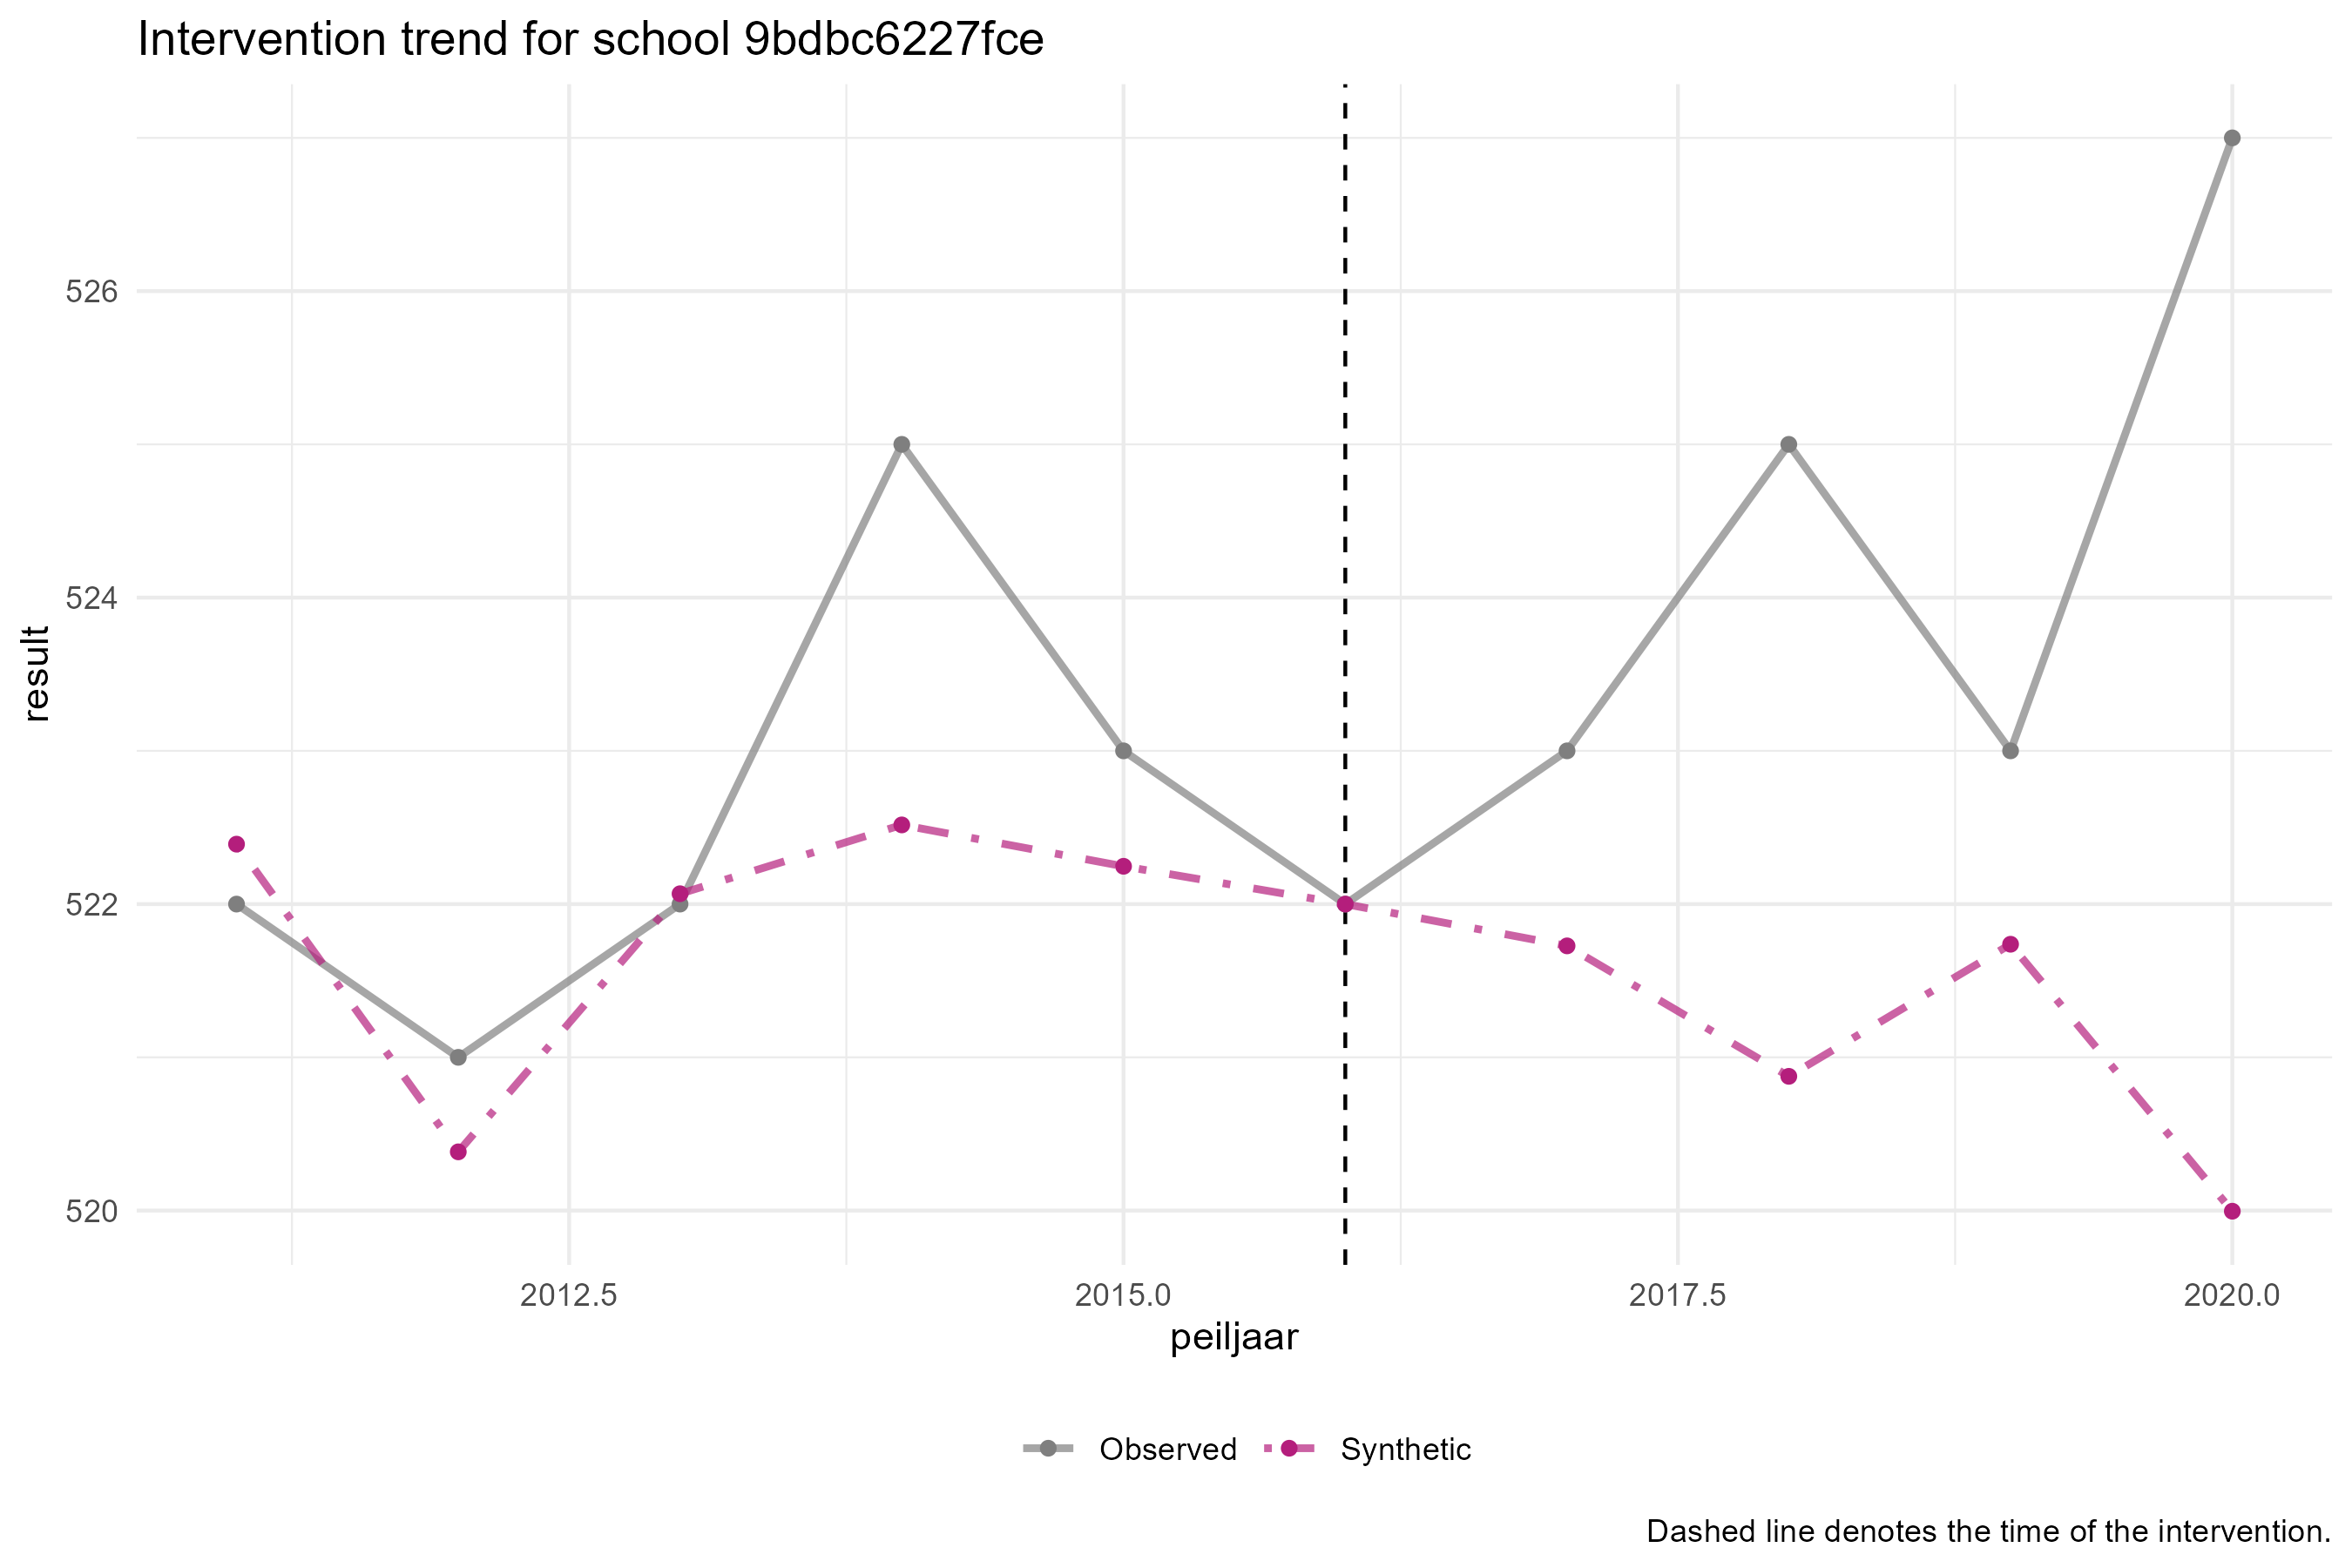 Intervention trend for school 9bdbc6227fce
526
524
522
520
result
2012.5 2015.0 2017.5 2020.0
peiljaar
Observed Synthetic
Dashed line denotes the time of the intervention.